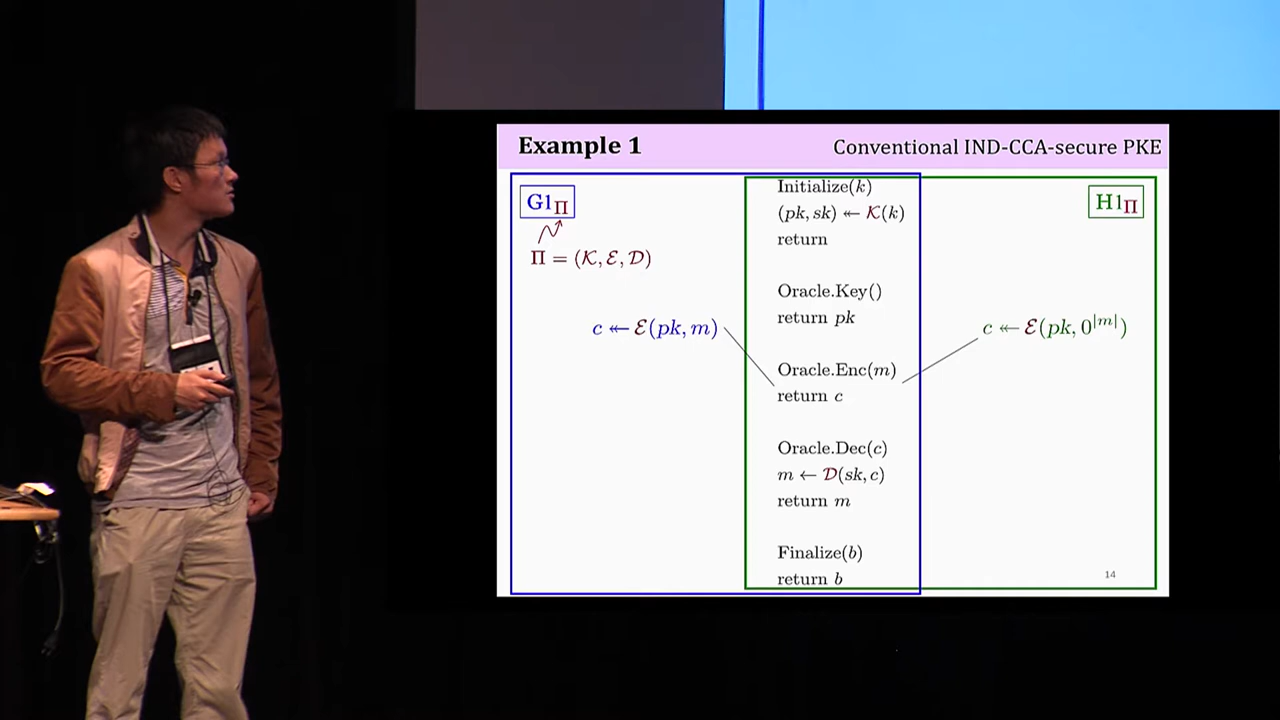 Example 1
Conventional IND-CCA-secure PKE
G1Π
H1Π
Π = (K, E, D)
Initialize(k)
(pk, sk) ↞ K(k)
return
Oracle.Key()
return pk
c ↞ E(pk, m)
c ↞ E(pk, 0^|m|)
Oracle.Enc(m)
return c
Oracle.Dec(c)
m ← D(sk, c)
return m
Finalize(b)
return b
14